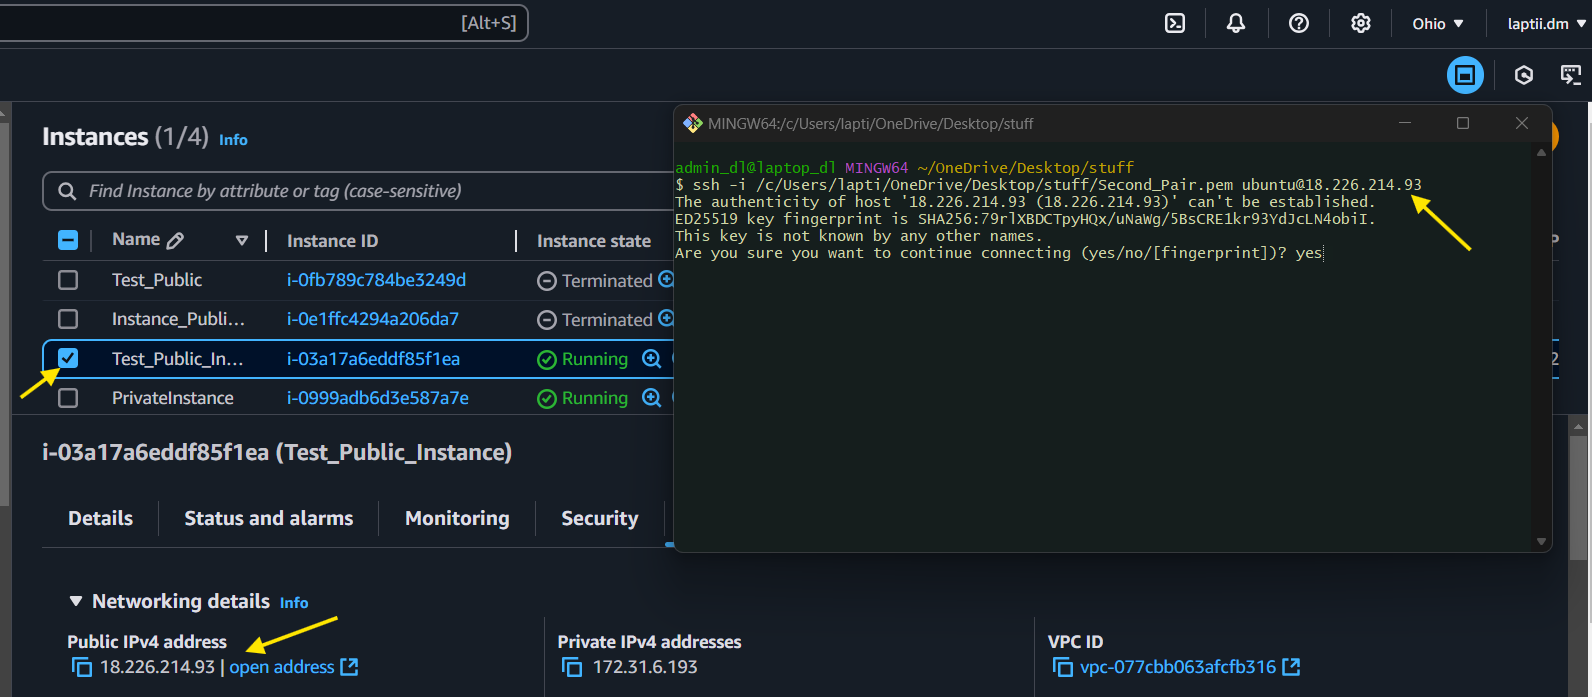 [Alt+S]
Ohio ▼
laptii.dm ▼
Instances (1/4) Info
Find Instance by attribute or tag (case-sensitive)
Name
Instance ID
Instance state
Test_Public i-0fb789c784be3249d Terminated
Instance_Publi... i-0e1ffc4294a206da7 Terminated
Test_Public_In... i-03a17a6eddf85f1ea Running
PrivateInstance i-0999adb6d3e587a7e Running
i-03a17a6eddf85f1ea (Test_Public_Instance)
Details
Status and alarms
Monitoring
Security
▼ Networking details Info
Public IPv4 address
18.226.214.93 | open address
Private IPv4 addresses
172.31.6.193
VPC ID
vpc-077cbb063afcfb316
MINGW64:/c/Users/lapti/OneDrive/Desktop/stuff
admin_dl@laptop_dl MINGW64 ~/OneDrive/Desktop/stuff
$ ssh -i /c/Users/lapti/OneDrive/Desktop/stuff/Second_Pair.pem ubuntu@18.226.214.93
The authenticity of host '18.226.214.93 (18.226.214.93)' can't be established.
ED25519 key fingerprint is SHA256:79rlXBDCTpyHQx/uNaWg/5BsCRE1kr93YdJcLN4obiI.
This key is not known by any other names.
Are you sure you want to continue connecting (yes/no/[fingerprint])? yes